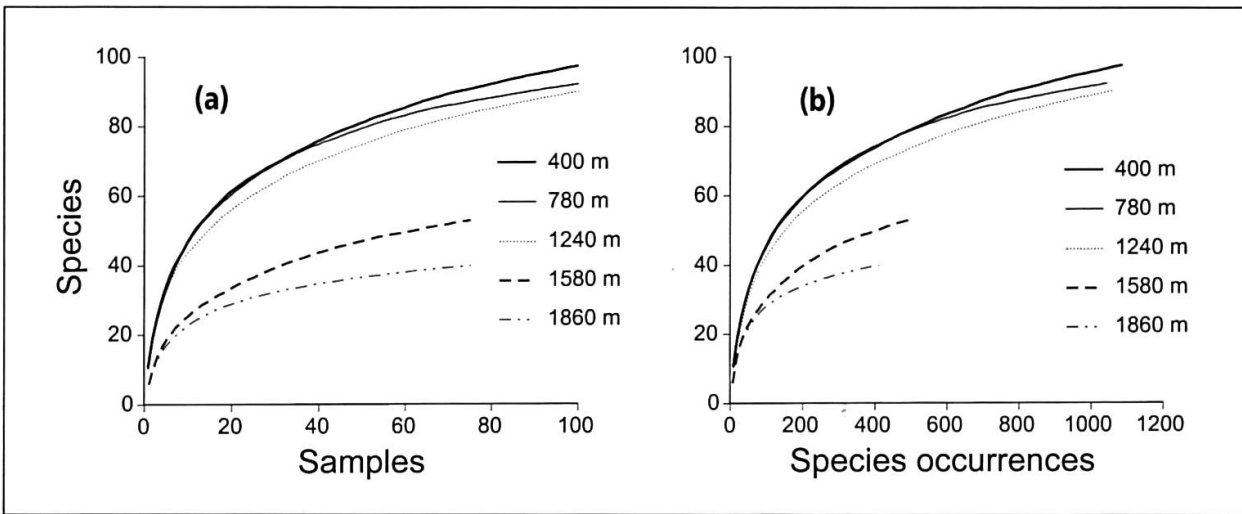 (a)
Species
100
80
60
40
20
0
0 20 40 60 80 100
Samples
400 m
780 m
1240 m
1580 m
1860 m
(b)
100
80
60
40
20
0
0 200 400 600 800 1000 1200
Species occurrences
400 m
780 m
1240 m
1580 m
1860 m